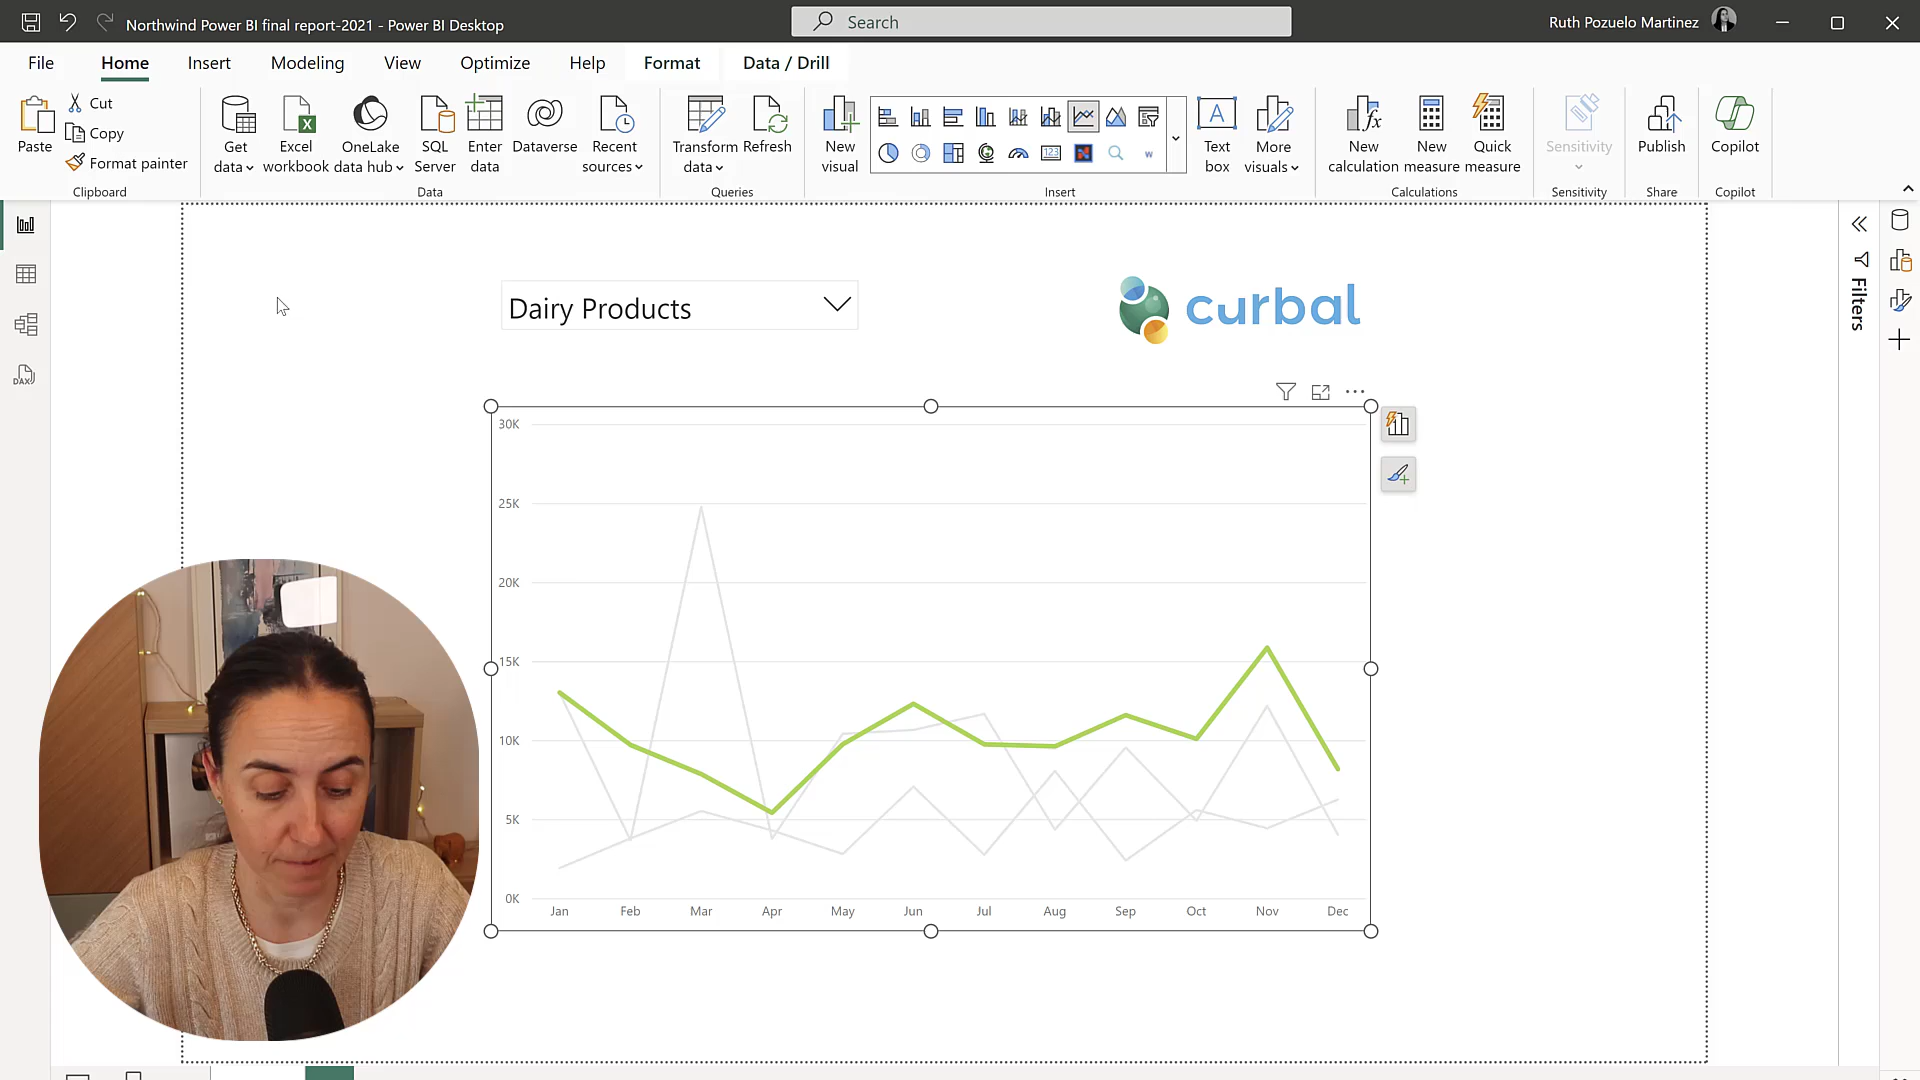 Northwind Power BI final report-2021 - Power BI Desktop
Search
Ruth Pozuelo Martinez
File Home Insert Modeling View Optimize Help Format Data / Drill
Paste
Cut
Copy
Format painter
Clipboard
Get data
Excel workbook
OneLake data hub
SQL Server
Enter data
Dataverse
Recent sources
Data
Transform data
Refresh
Queries
New visual
123
Insert
A
Text box
More visuals
New calculation
New measure
Quick measure
Calculations
Sensitivity
Sensitivity
Publish
Share
Copilot
Copilot
DAX
Filters
Dairy Products
curbal
30K
25K
20K
15K
10K
5K
0K
Jan Feb Mar Apr May Jun Jul Aug Sep Oct Nov Dec